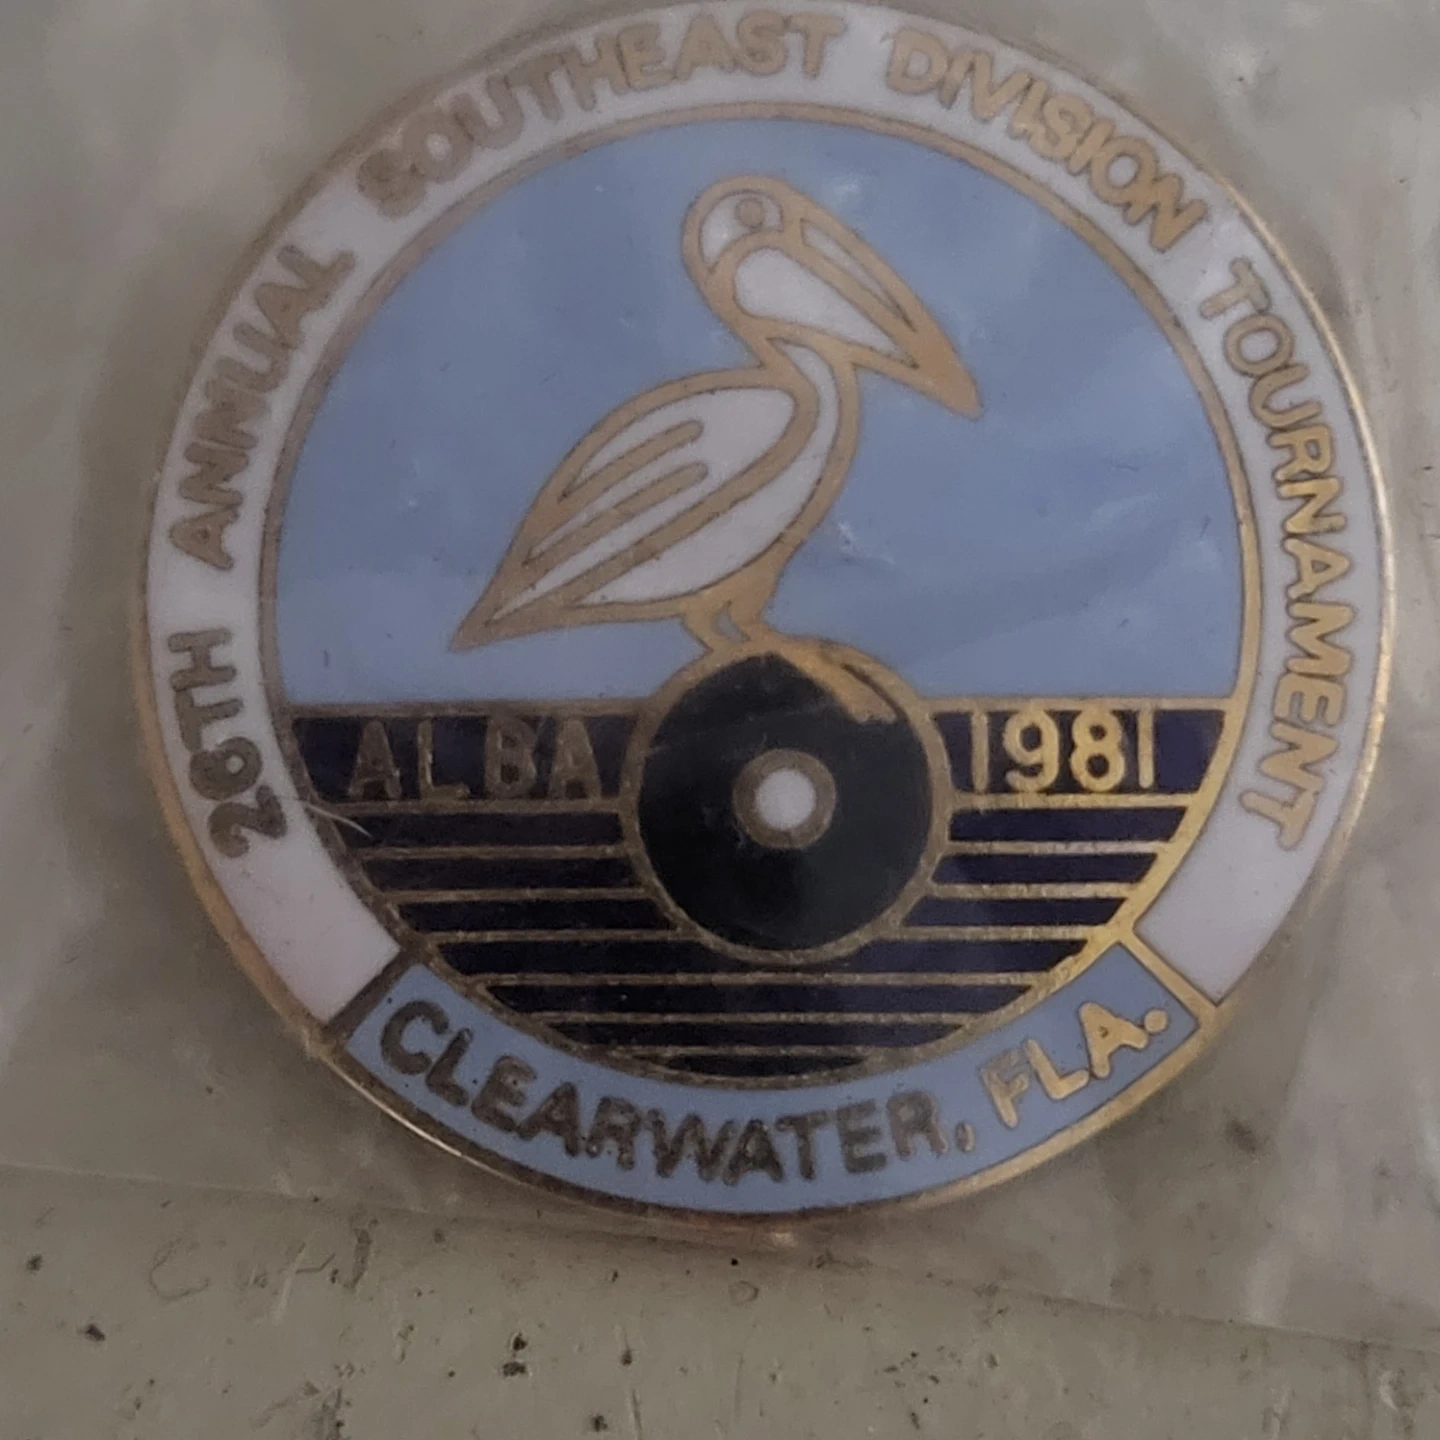 26TH ANNUAL SOUTHEAST DIVISION TOURNAMENT
ALBA 1981
CLEARWATER, FLA.